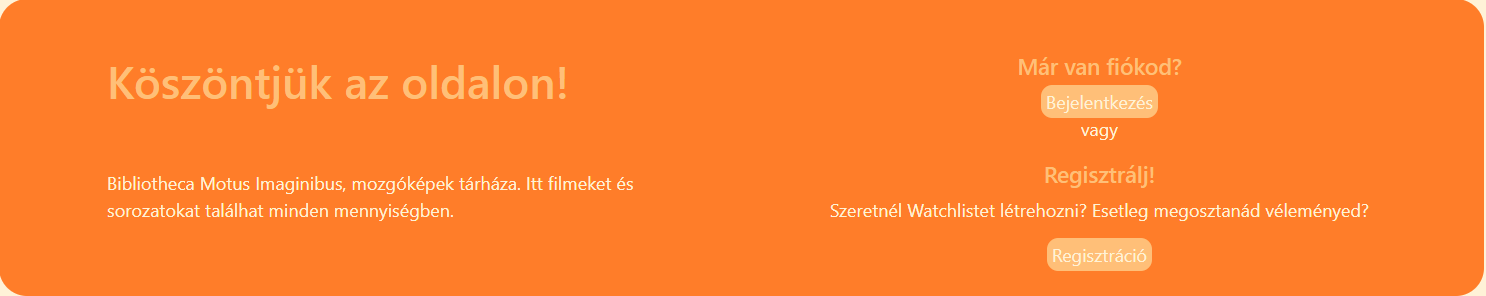 Köszöntjük az oldalon!
Bibliotheca Motus Imaginibus, mozgóképek tárháza. Itt filmeket és
sorozatokat találhat minden mennyiségben.
Már van fiókod?
Bejelentkezés
vagy
Regisztrálj!
Szeretnél Watchlistet létrehozni? Esetleg megosztanád véleményed?
Regisztráció